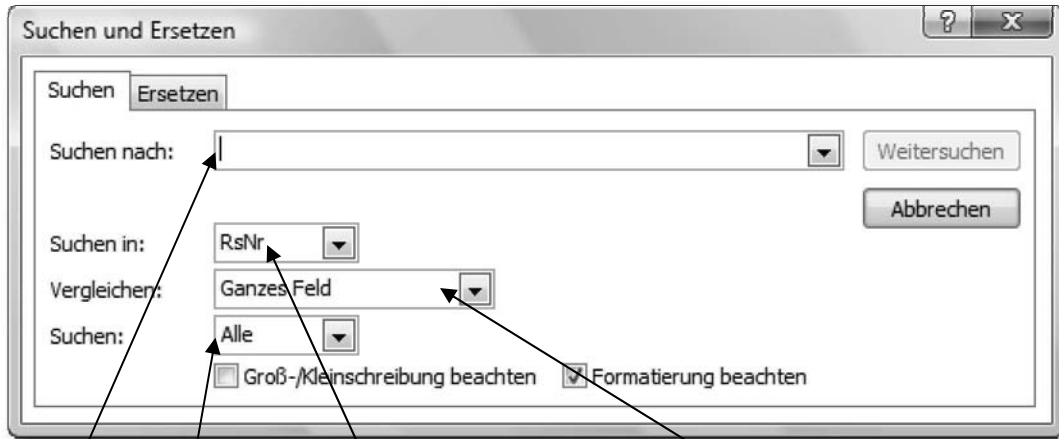 Suchen und Ersetzen
Suchen Ersetzen
Suchen nach: Weitersuchen
Abbrechen
Suchen in: RsNr
Vergleichen: Ganzes Feld
Suchen: Alle
Groß-/Kleinschreibung beachten Formatierung beachten